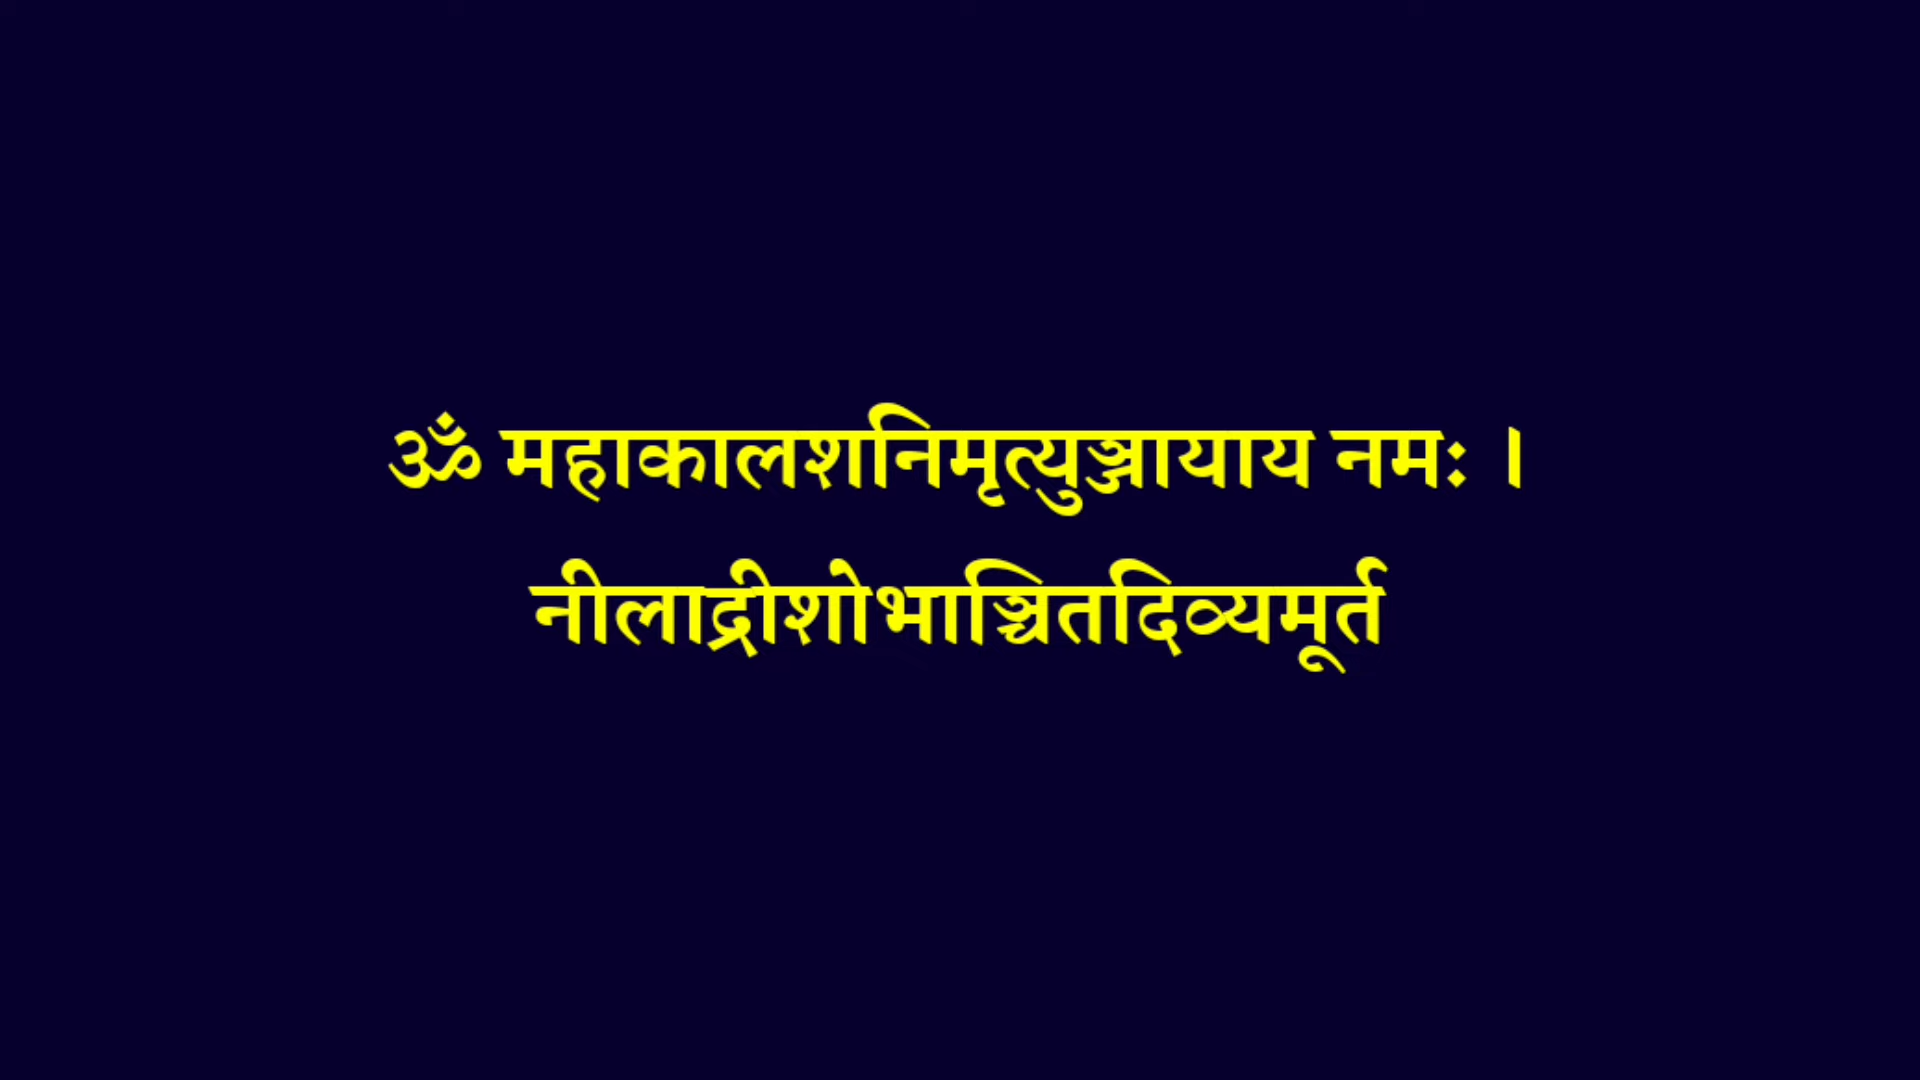 ॐ महाकालशनिमृत्युञ्जायाय नमः ।
नीलाद्रीशोभाञ्चितदिव्यमूर्त